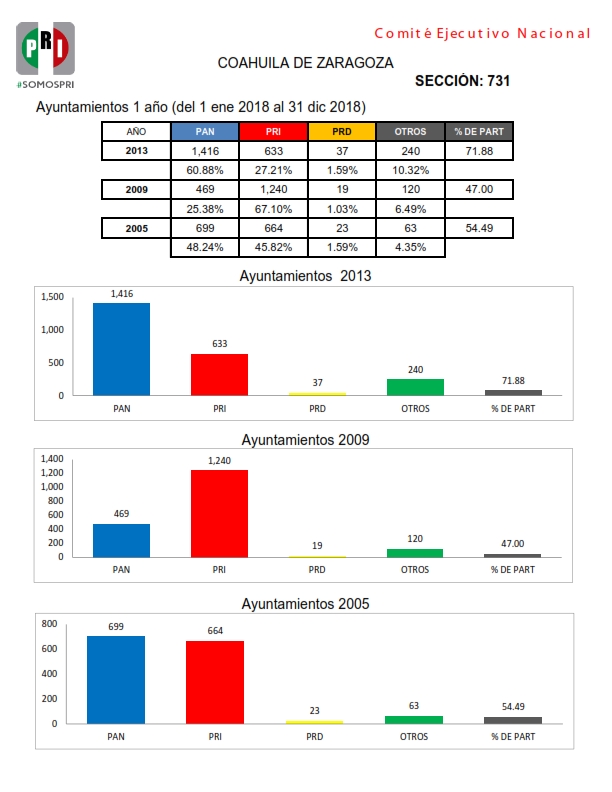 Comité Ejecutivo Nacional
PRI
#SOMOSPRI
COAHUILA DE ZARAGOZA
SECCIÓN: 731
Ayuntamientos 1 año (del 1 ene 2018 al 31 dic 2018)
AÑO PAN PRI PRD OTROS % DE PART
2013 1,416 633 37 240 71.88
60.88% 27.21% 1.59% 10.32%
2009 469 1,240 19 120 47.00
25.38% 67.10% 1.03% 6.49%
2005 699 664 23 63 54.49
48.24% 45.82% 1.59% 4.35%
Ayuntamientos 2013
1,500
1,000
500
0
1,416 633 37 240 71.88
PAN PRI PRD OTROS % DE PART
Ayuntamientos 2009
1,400
1,200
1,000
800
600
400
200
0
469 1,240 19 120 47.00
PAN PRI PRD OTROS % DE PART
Ayuntamientos 2005
800
600
400
200
0
699 664 23 63 54.49
PAN PRI PRD OTROS % DE PART